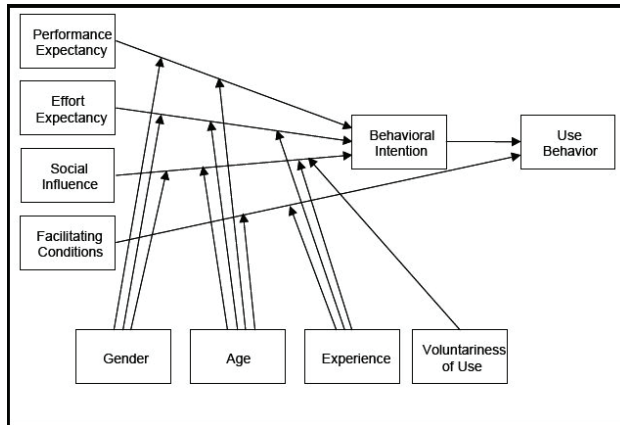 Performance
Expectancy
Effort
Expectancy
Social
Influence
Facilitating
Conditions
Behavioral
Intention
Use
Behavior
Gender
Age
Experience
Voluntariness
of Use